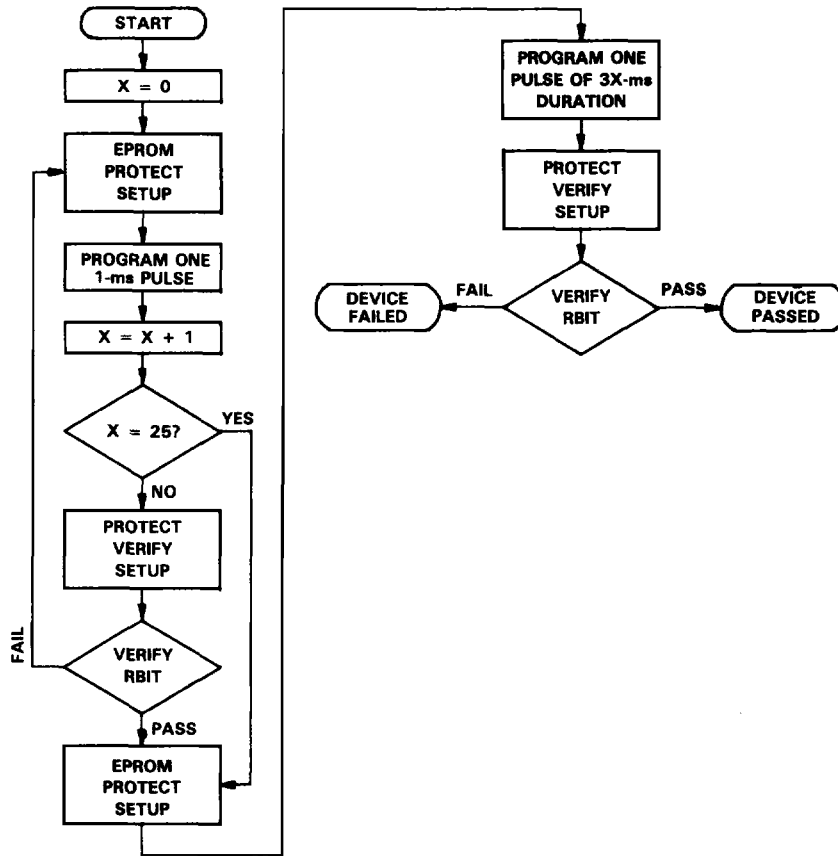 START
X = 0
EPROM
PROTECT
SETUP
PROGRAM ONE
1-ms PULSE
X = X + 1
X = 25?
YES
NO
PROTECT
VERIFY
SETUP
FAIL
VERIFY
RBIT
PASS
EPROM
PROTECT
SETUP
PROGRAM ONE
PULSE OF 3X-ms
DURATION
PROTECT
VERIFY
SETUP
VERIFY
RBIT
FAIL
DEVICE
FAILED
PASS
DEVICE
PASSED